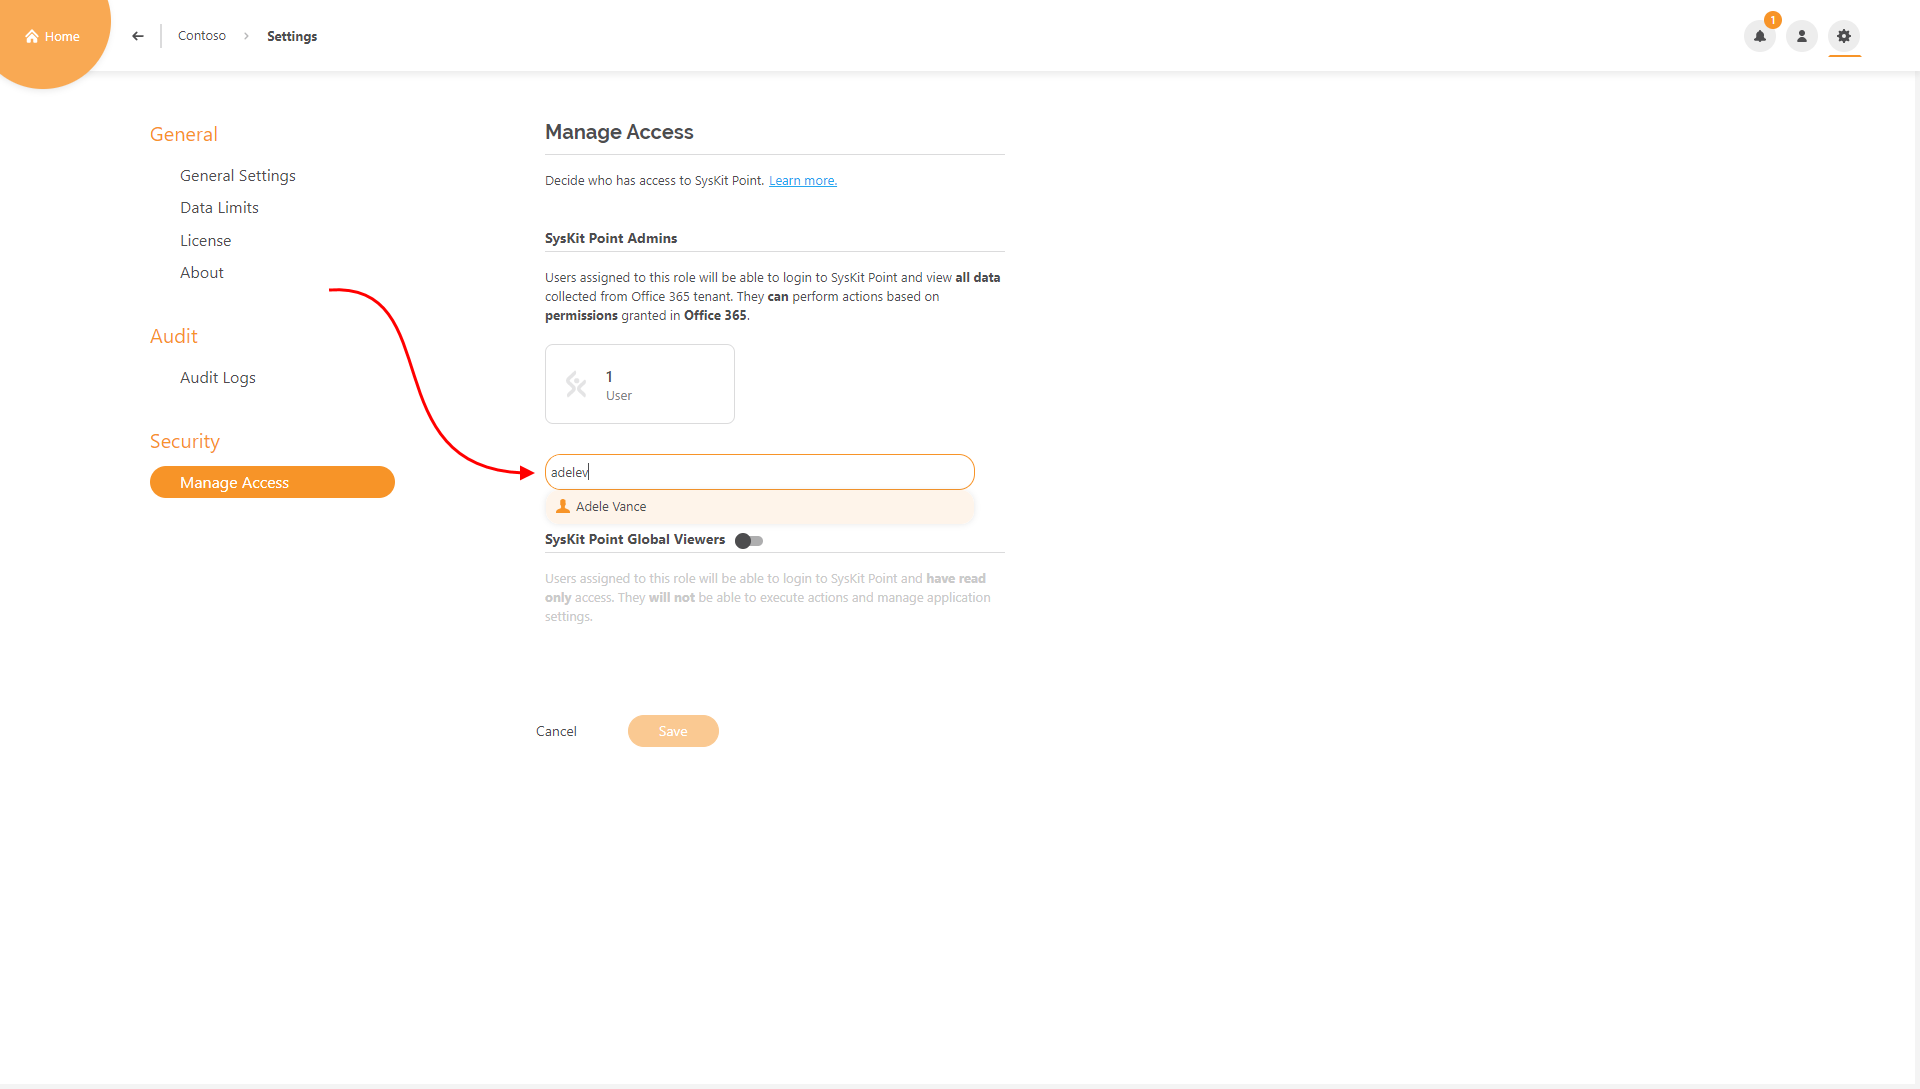 Home
Contoso
Settings
1
General
General Settings
Data Limits
License
About
Audit
Audit Logs
Security
Manage Access
Manage Access
Decide who has access to SysKit Point. Learn more.
SysKit Point Admins
Users assigned to this role will be able to login to SysKit Point and view all data
collected from Office 365 tenant. They can perform actions based on
permissions granted in Office 365.
1
User
adelev
Adele Vance
SysKit Point Global Viewers
Users assigned to this role will be able to login to SysKit Point and have read
only access. They will not be able to execute actions and manage application
settings.
Cancel
Save